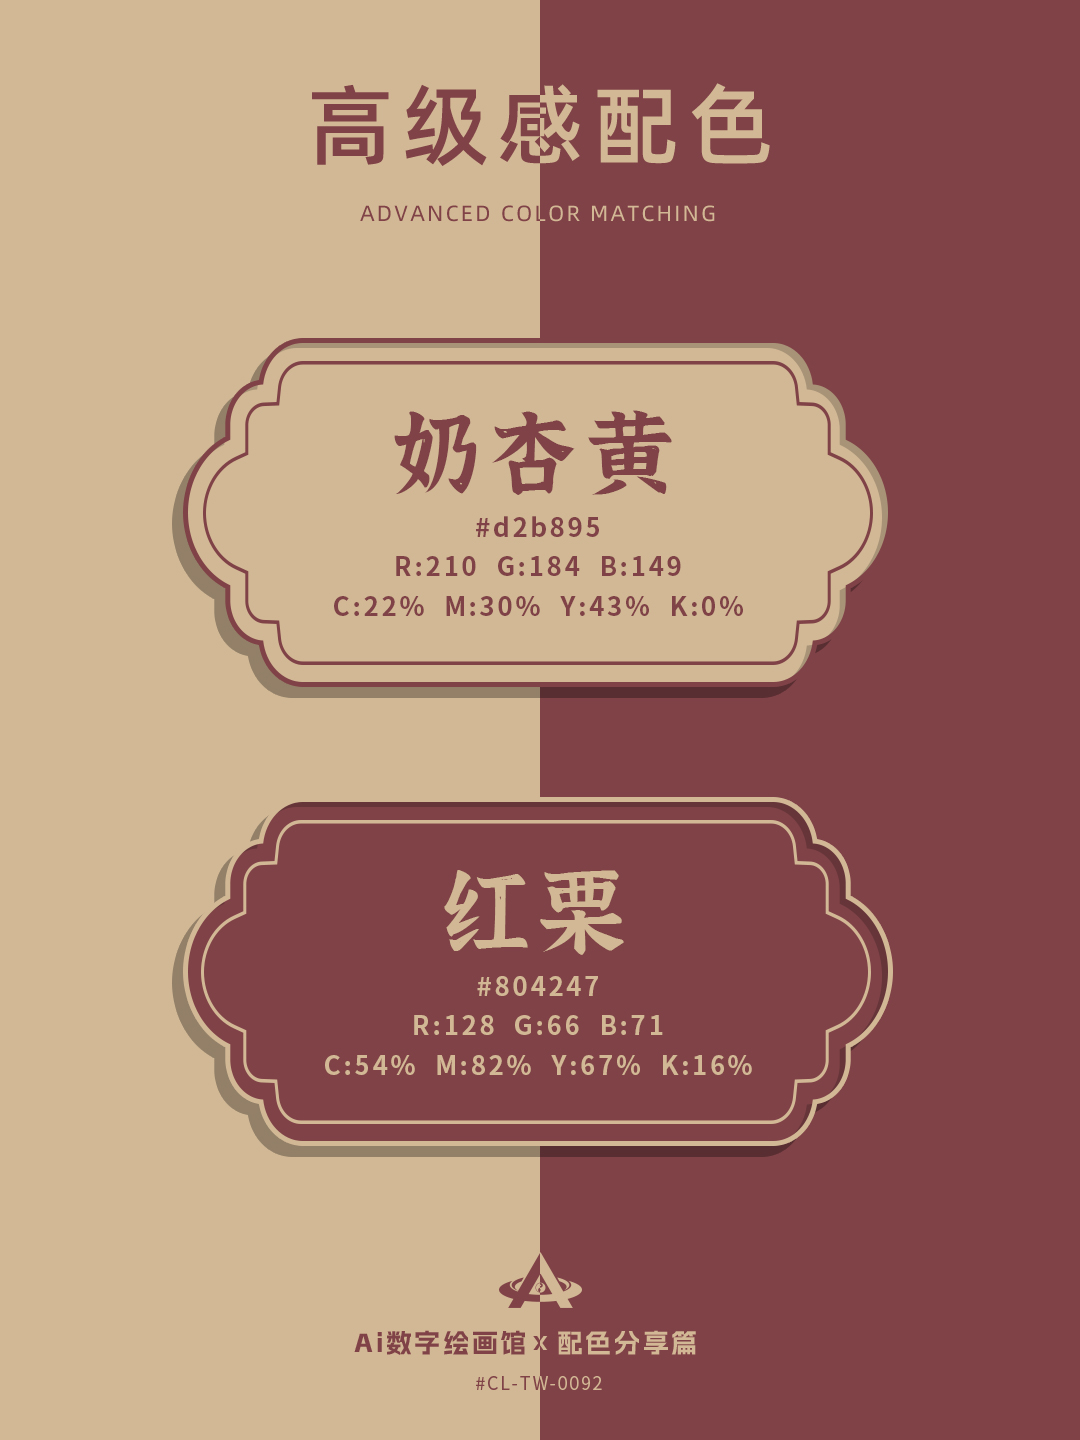 高级感配色
ADVANCED COLOR MATCHING
奶杏黄
#d2b895
R:210 G:184 B:149
C:22% M:30% Y:43% K:0%
红栗
#804247
R:128 G:66 B:71
C:54% M:82% Y:67% K:16%
Ai数字绘画馆 x 配色分享篇
#CL-TW-0092